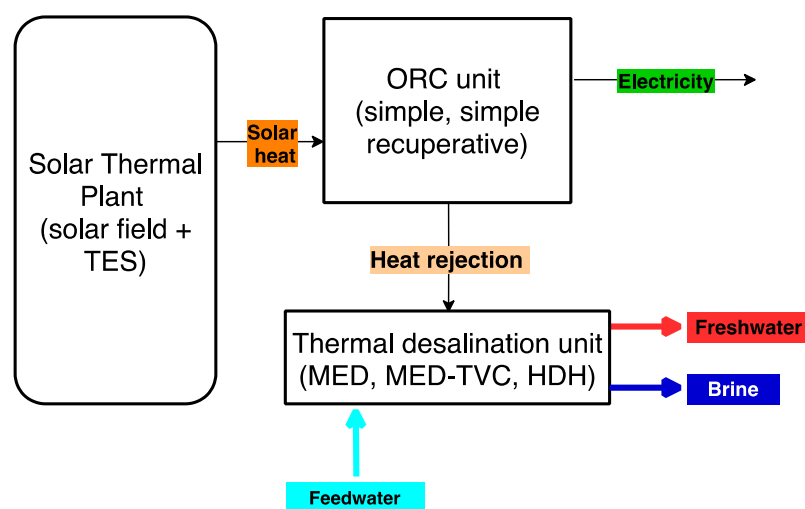 Solar Thermal
Plant
(solar field +
TES)
Solar
heat
ORC unit
(simple, simple
recuperative)
Electricity
Heat rejection
Thermal desalination unit
(MED, MED-TVC, HDH)
Freshwater
Brine
Feedwater